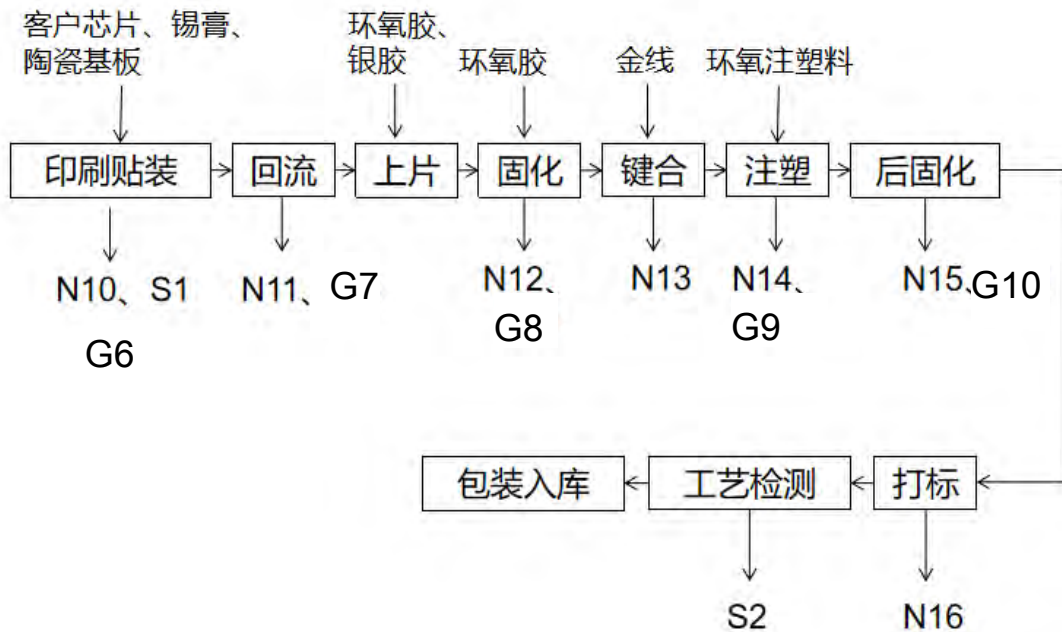 客户芯片、锡膏、
陶瓷基板
环氧胶、
银胶
环氧胶
金线
环氧注塑料
印刷贴装
回流
上片
固化
键合
注塑
后固化
N10、S1
G6
N11、G7
N12、
G8
N13
N14、
G9
N15、G10
包装入库
工艺检测
打标
S2
N16